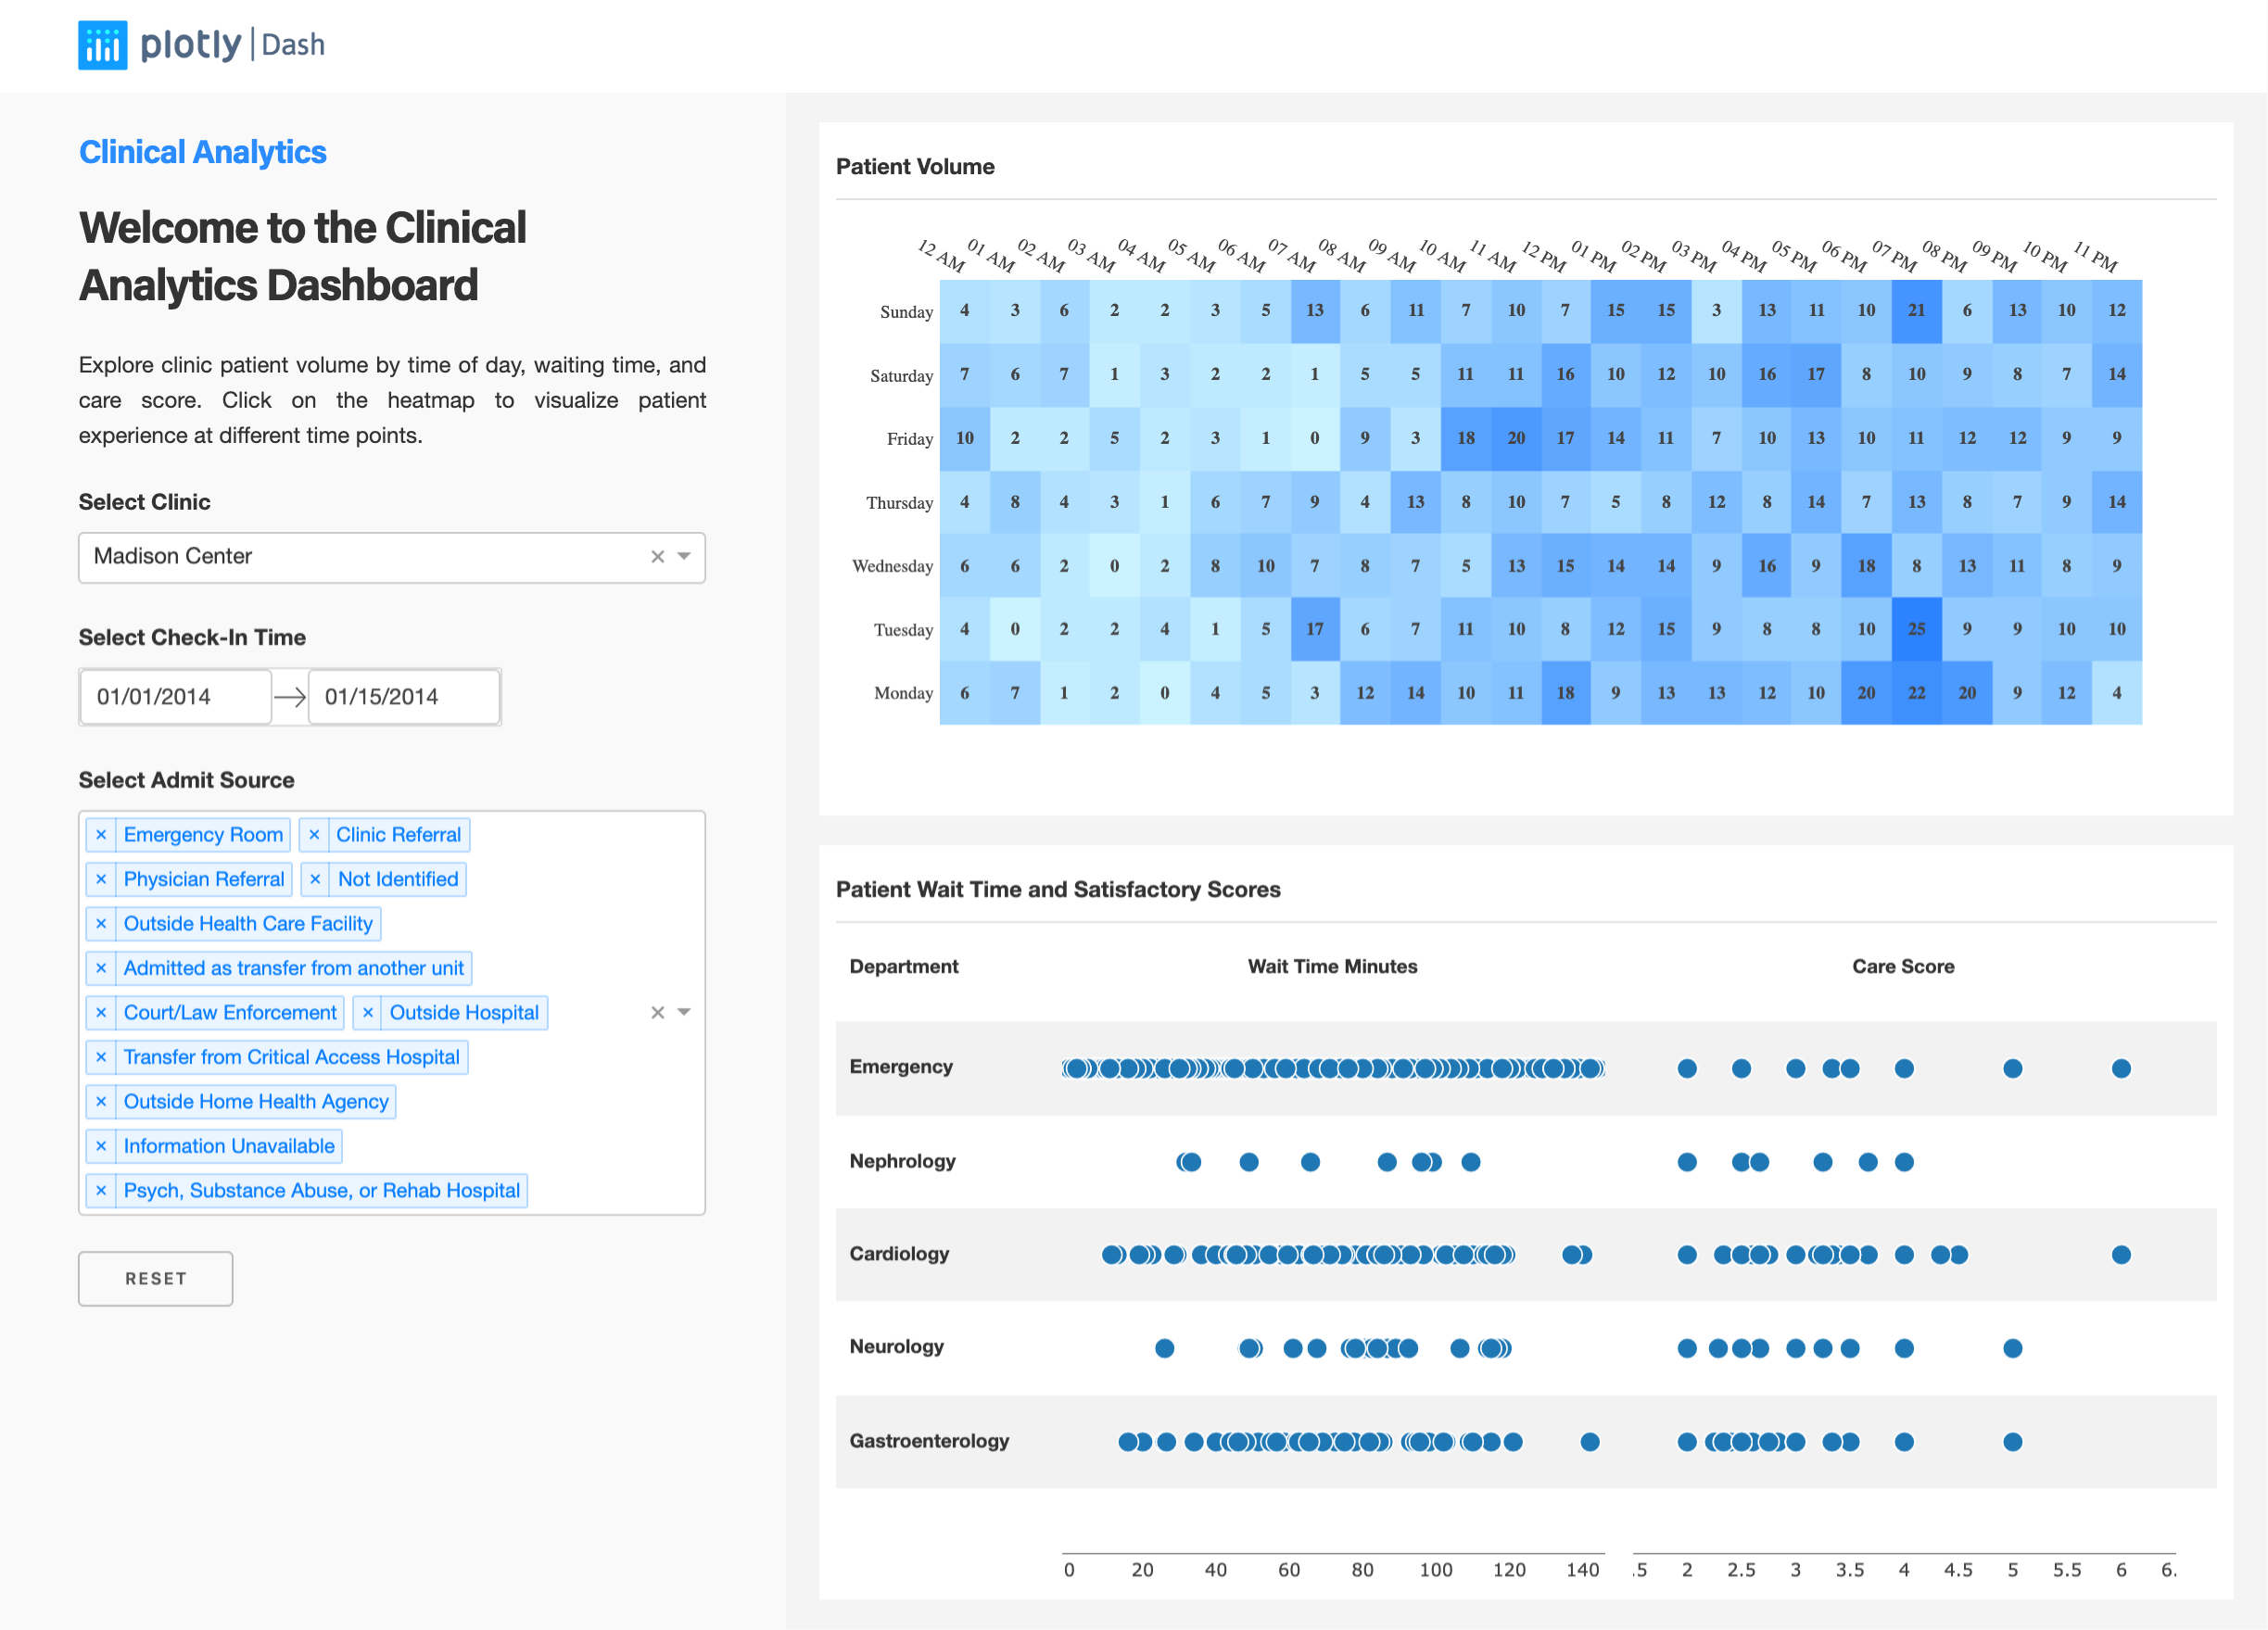 plotly | Dash
Clinical Analytics
Welcome to the Clinical
Analytics Dashboard
Explore clinic patient volume by time of day, waiting time, and
care score. Click on the heatmap to visualize patient
experience at different time points.
Select Clinic
Madison Center
Select Check-In Time
01/01/2014 → 01/15/2014
Select Admit Source
× Emergency Room × Clinic Referral
× Physician Referral × Not Identified
× Outside Health Care Facility
× Admitted as transfer from another unit
× Court/Law Enforcement × Outside Hospital
× Transfer from Critical Access Hospital
× Outside Home Health Agency
× Information Unavailable
× Psych, Substance Abuse, or Rehab Hospital
RESET
Patient Volume
12 AM 01 AM 02 AM 03 AM 04 AM 05 AM 06 AM 07 AM 08 AM 09 AM 10 AM 11 AM 12 PM 01 PM 02 PM 03 PM 04 PM 05 PM 06 PM 07 PM 08 PM 09 PM 10 PM 11 PM
Sunday 4 3 6 2 2 3 5 13 6 11 7 10 7 15 15 3 13 11 10 21 6 13 10 12
Saturday 7 6 7 1 3 2 2 1 5 5 11 11 16 10 12 10 16 17 8 10 9 8 7 14
Friday 10 2 2 5 2 3 1 0 9 3 18 20 17 14 11 7 10 13 10 11 12 12 9 9
Thursday 4 8 4 3 1 6 7 9 4 13 8 10 7 5 8 12 8 14 7 13 8 7 9 14
Wednesday 6 6 2 0 2 8 10 7 8 7 5 13 15 14 14 9 16 9 18 8 13 11 8 9
Tuesday 4 0 2 2 4 1 5 17 6 7 11 10 8 12 15 9 8 8 10 25 9 9 10 10
Monday 6 7 1 2 0 4 5 3 12 14 10 11 18 9 13 13 12 10 20 22 20 9 12 4
Patient Wait Time and Satisfactory Scores
Department Wait Time Minutes Care Score
Emergency
Nephrology
Cardiology
Neurology
Gastroenterology
0 20 40 60 80 100 120 140 .5 2 2.5 3 3.5 4 4.5 5 5.5 6 6.